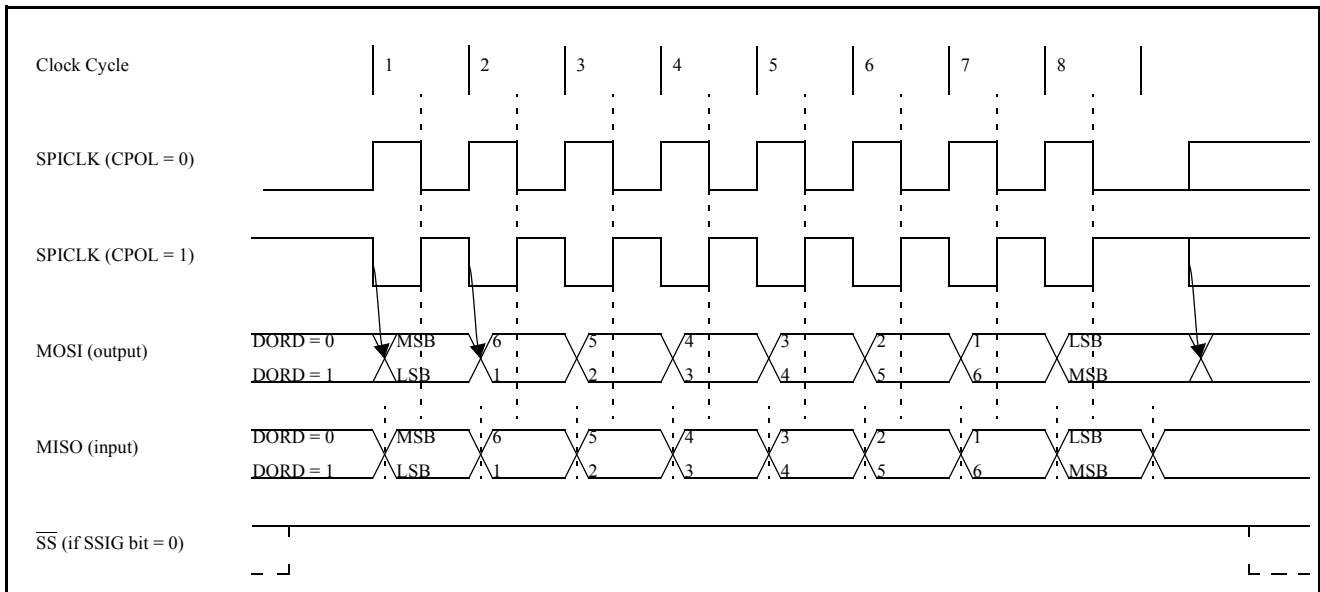 Clock Cycle 1 2 3 4 5 6 7 8
SPICLK (CPOL = 0)
SPICLK (CPOL = 1)
MOSI (output)
DORD = 0 MSB 6 5 4 3 2 1 LSB
DORD = 1 LSB 1 2 3 4 5 6 MSB
MISO (input)
DORD = 0 MSB 6 5 4 3 2 1 LSB
DORD = 1 LSB 1 2 3 4 5 6 MSB
S̅S̅ (if SSIG bit = 0)